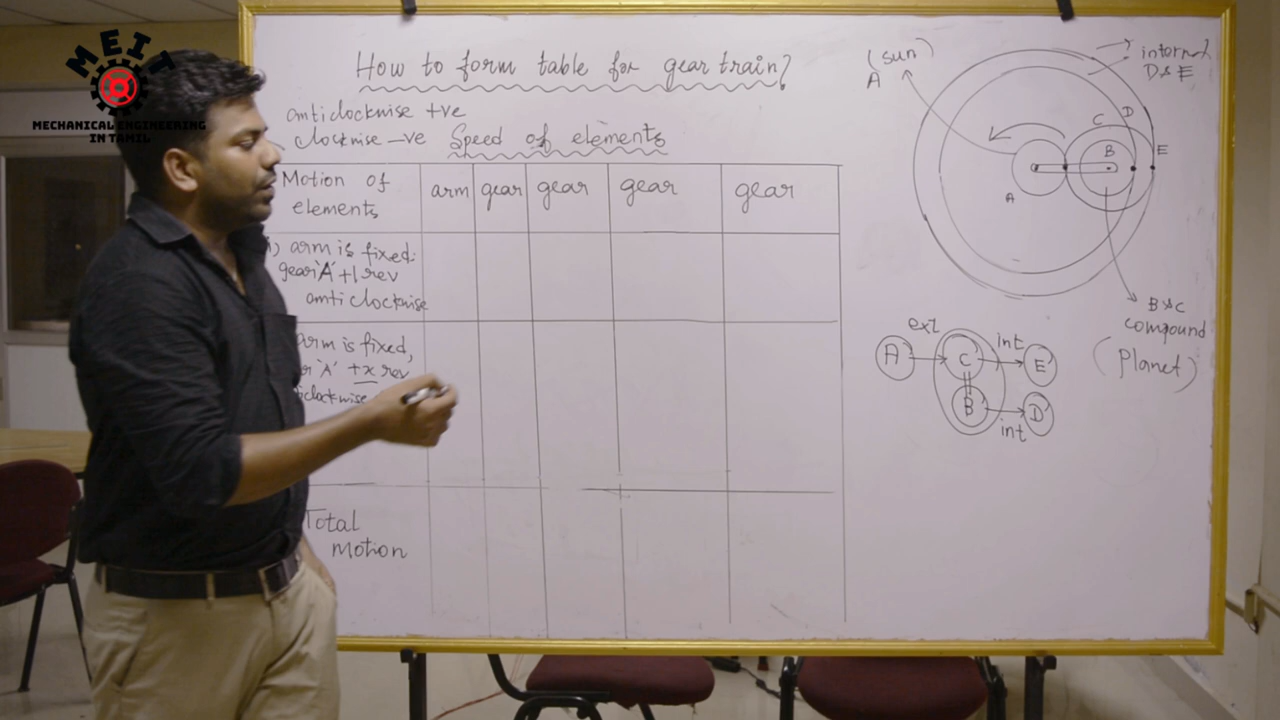 MEIT
MECHANICAL ENGINEERING
IN TAMIL
How to form table for gear train?
anticlockwise +ve
clockwise -ve Speed of elements
Motion of
elements
arm
gear
gear
gear
gear
arm is fixed.
gear 'A' +1 rev
anticlockwise
arm is fixed,
'A' +x rev
Total
motion
(sun)
A
internal
D & E
C
D
B
E
A
B & C
compound
(Planet)
ext
A
C
int
E
B
int
D